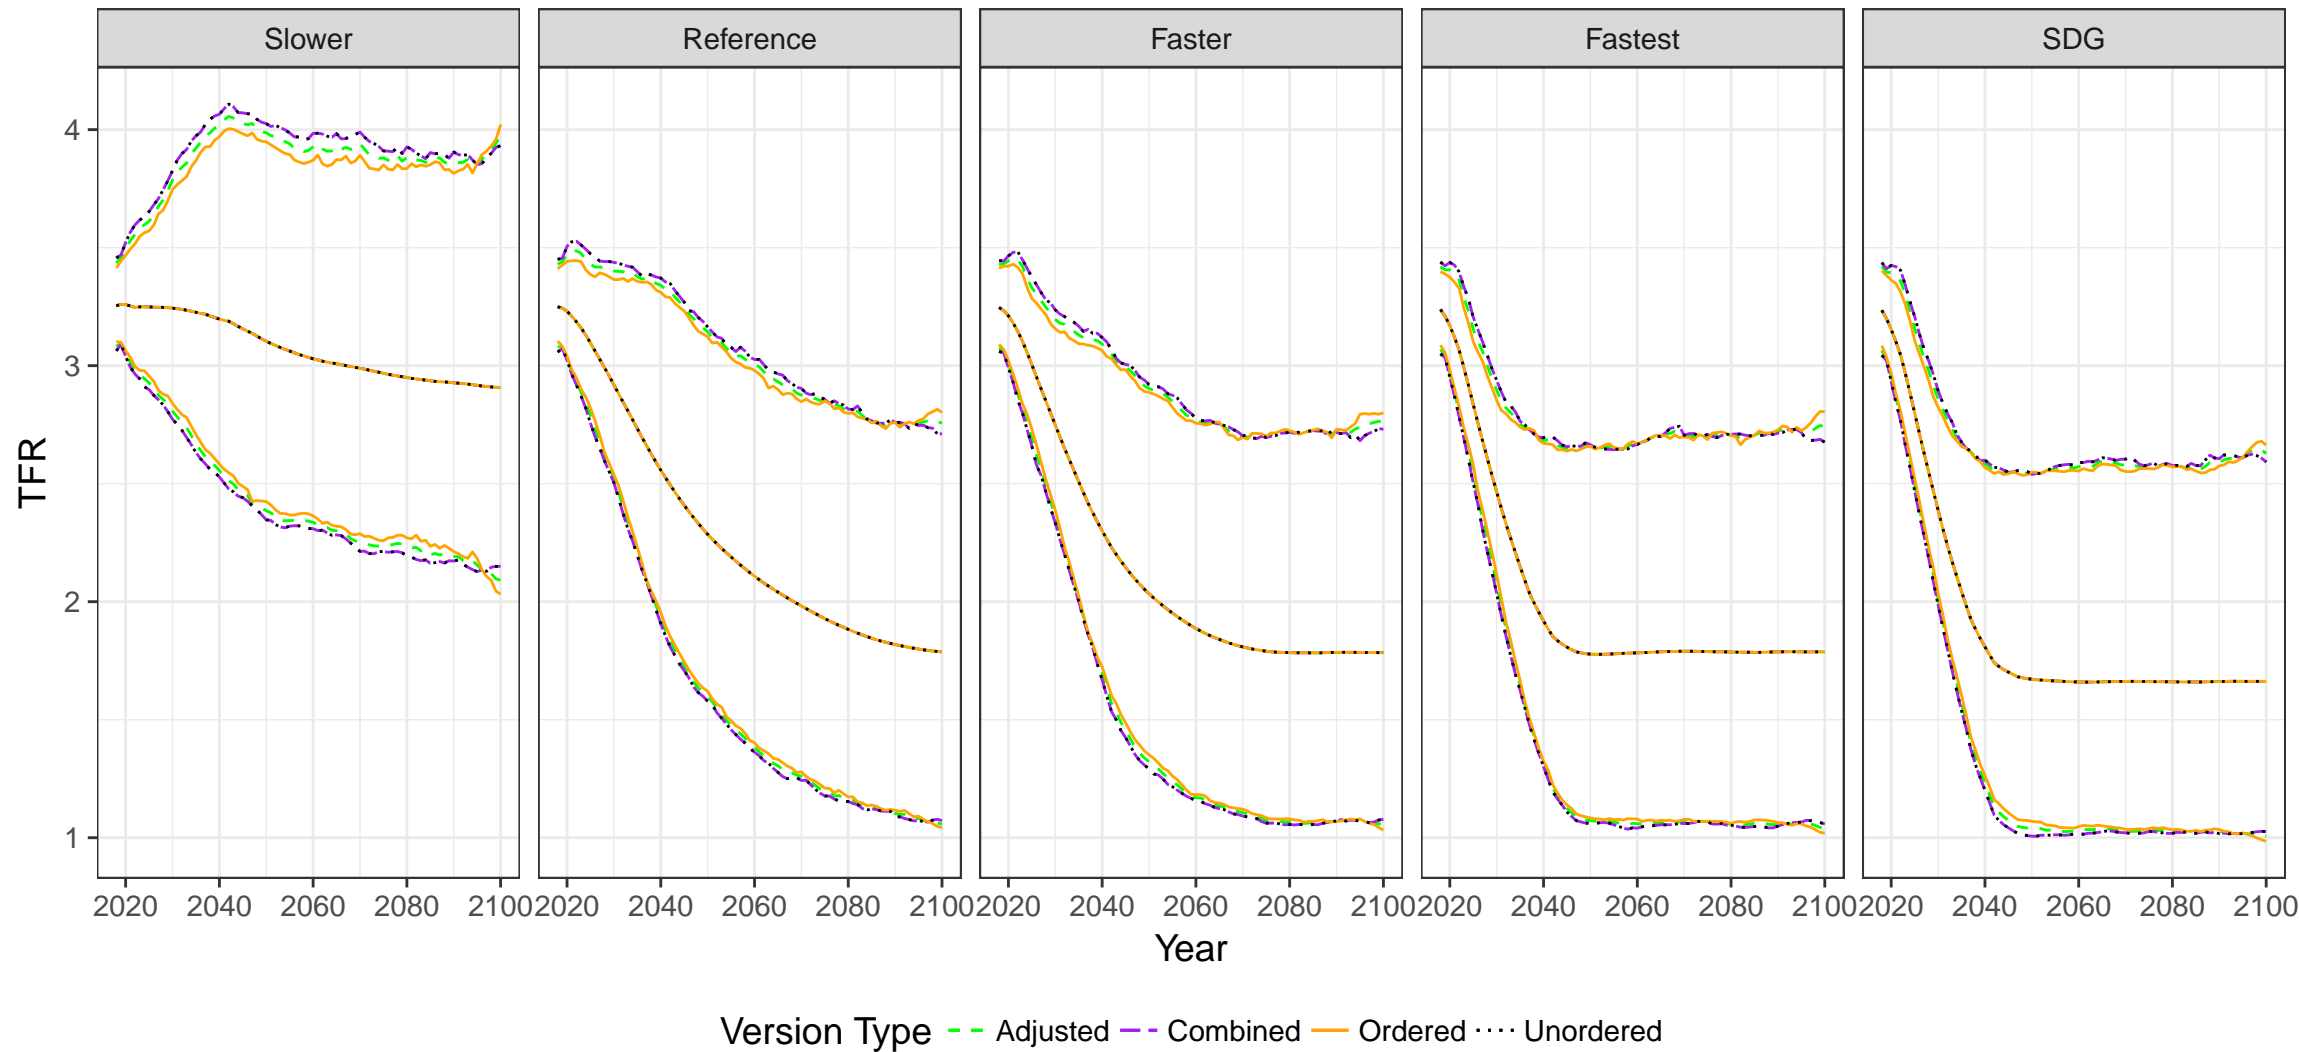 Slower Reference Faster Fastest SDG
TFR
4
3
2
1
2020 2040 2060 2080 2100 2020 2040 2060 2080 2100 2020 2040 2060 2080 2100 2020 2040 2060 2080 2100 2020 2040 2060 2080 2100
Year
Version Type Adjusted Combined Ordered Unordered